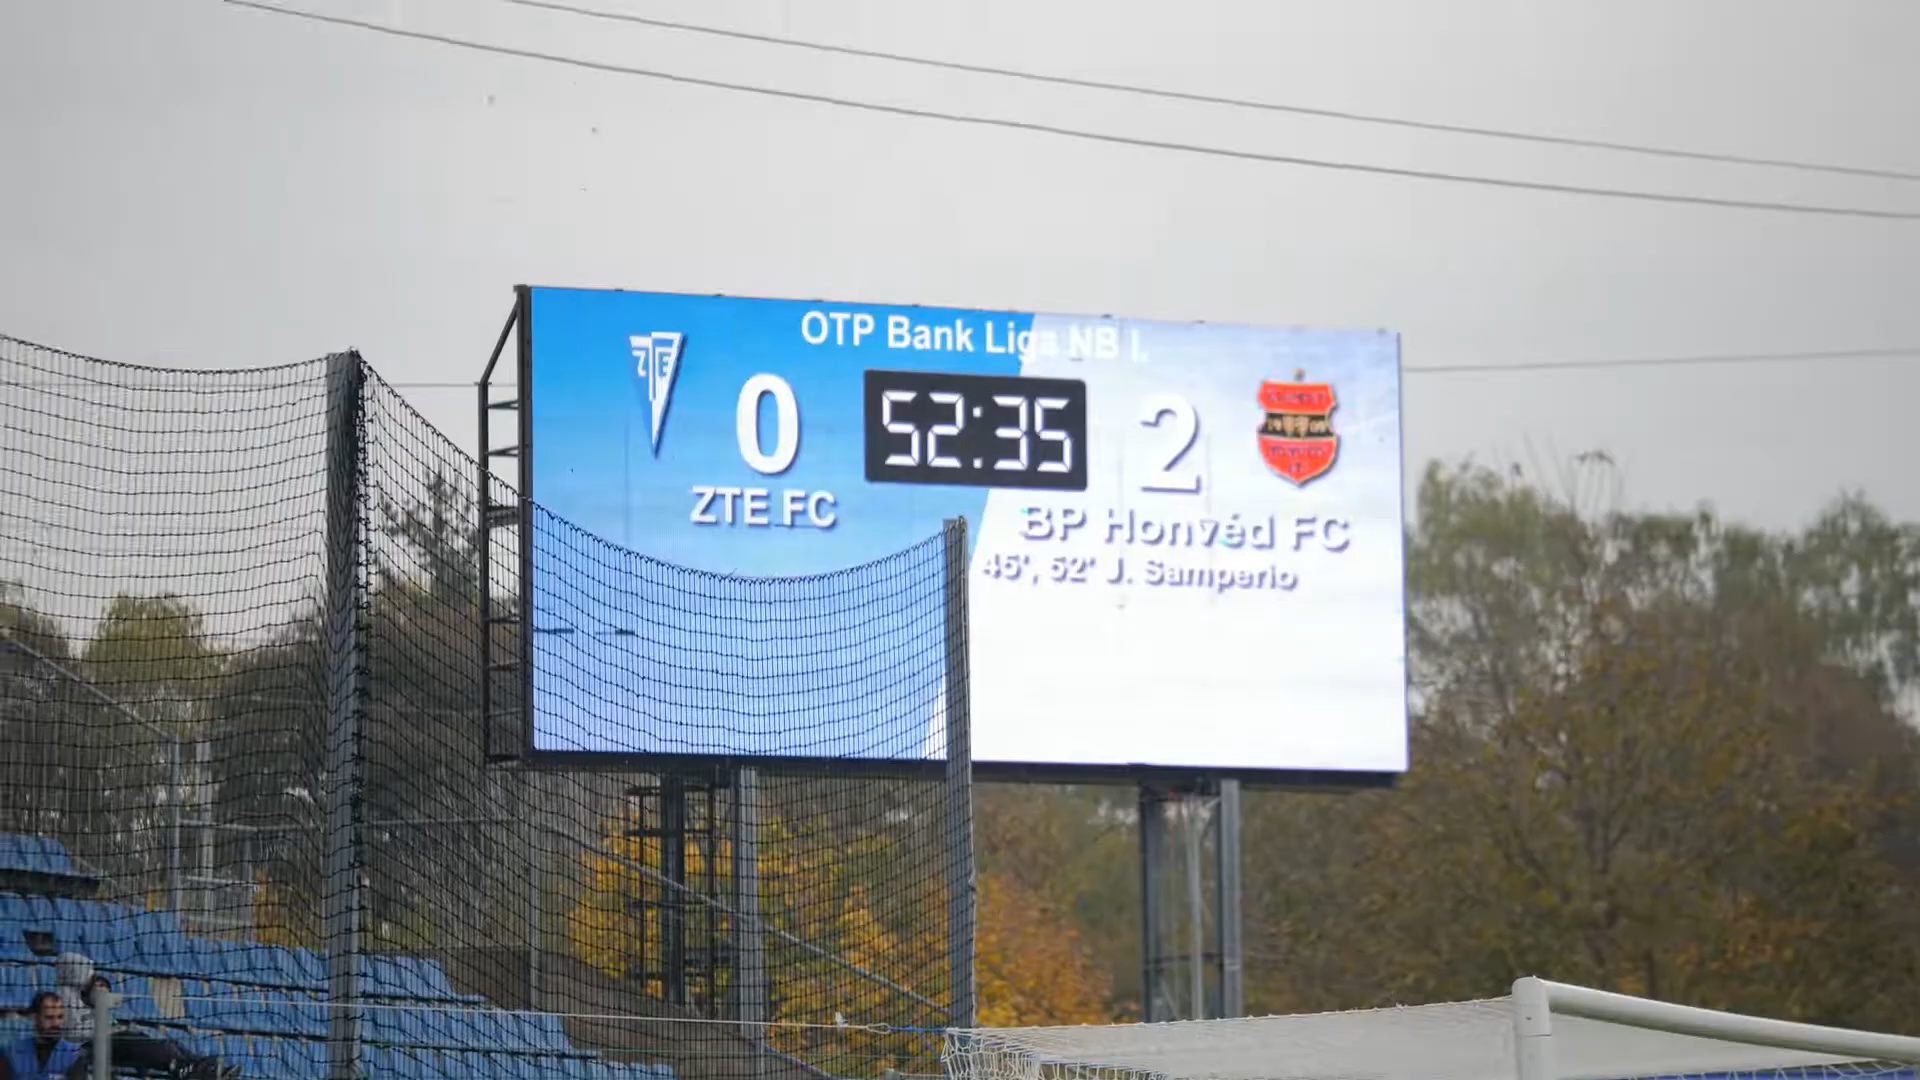 OTP Bank Liga NB I.
ZTE
0
52:35
2
ZTE FC
BP Honvéd FC
45', 52' J. Samperio